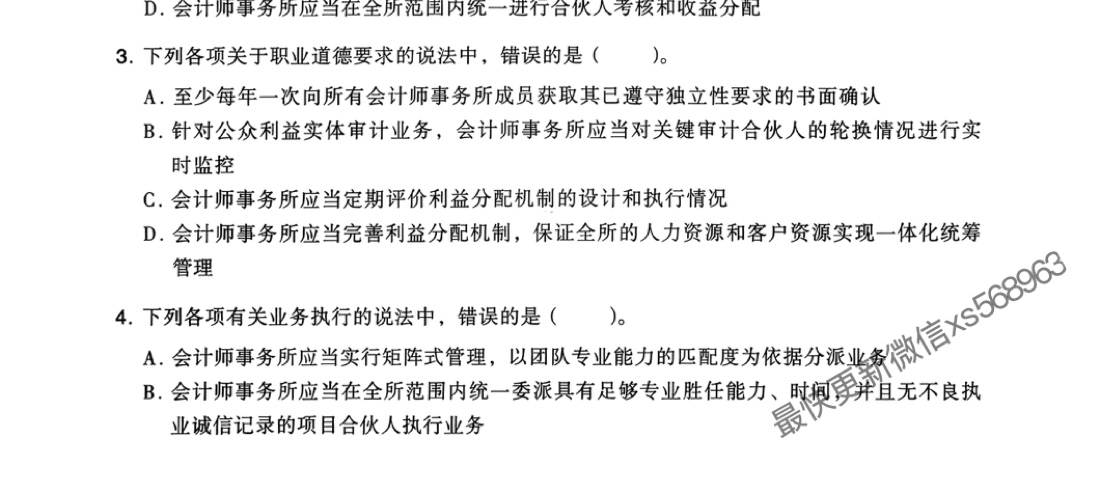 D. 会计师事务所应当在全所范围内统一进行合伙人考核和收益分配
3. 下列各项关于职业道德要求的说法中，错误的是（　　）。
A. 至少每年一次向所有会计师事务所成员获取其已遵守独立性要求的书面确认
B. 针对公众利益实体审计业务，会计师事务所应当对关键审计合伙人的轮换情况进行实
时监控
C. 会计师事务所应当定期评价利益分配机制的设计和执行情况
D. 会计师事务所应当完善利益分配机制，保证全所的人力资源和客户资源实现一体化统筹
管理
4. 下列各项有关业务执行的说法中，错误的是（　　）。
A. 会计师事务所应当实行矩阵式管理，以团队专业能力的匹配度为依据分派业务
B. 会计师事务所应当在全所范围内统一委派具有足够专业胜任能力、时间，并且无不良执
业诚信记录的项目合伙人执行业务
最快更新微信xs568963